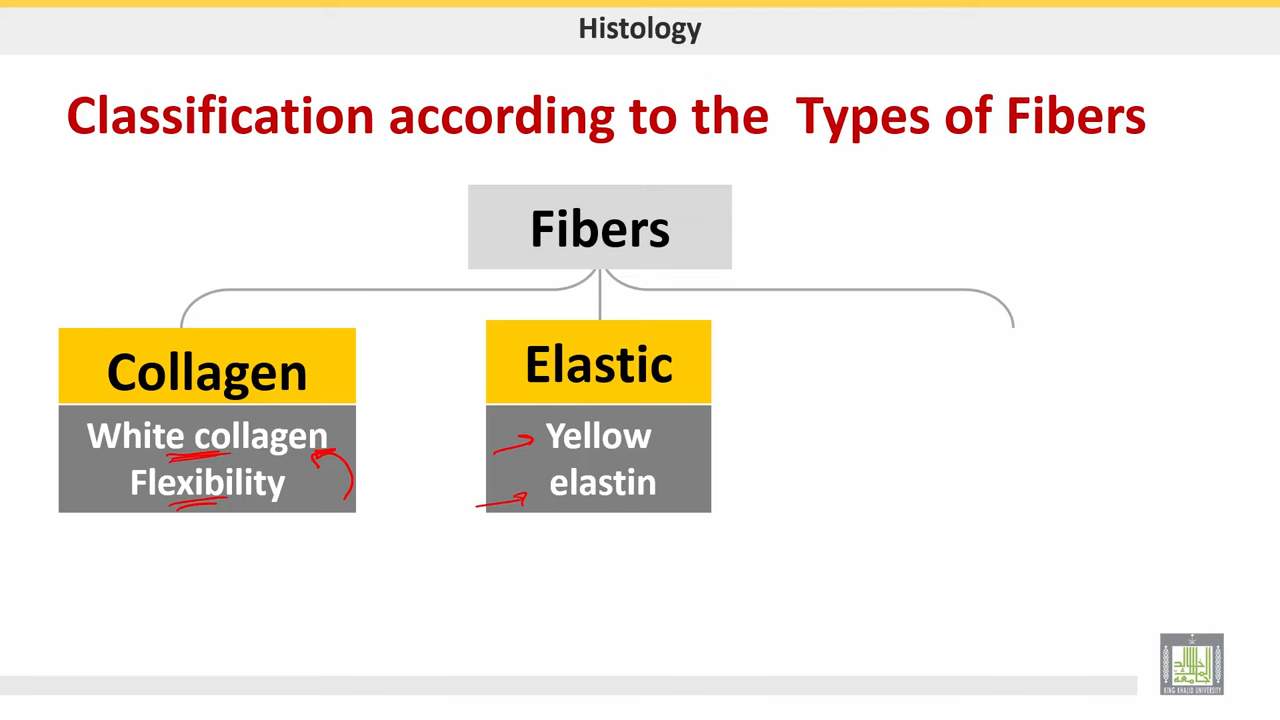 Histology
Classification according to the Types of Fibers
Fibers
Collagen
White collagen
Flexibility
Elastic
Yellow
elastin
KING KHALID UNIVERSITY